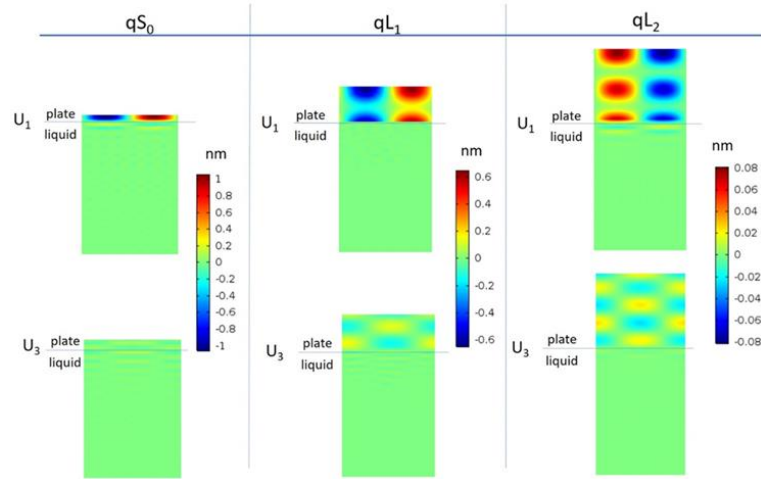 qS₀ qL₁ qL₂
U₁ plate
liquid
nm
1
0.8
0.6
0.4
0.2
0
-0.2
-0.4
-0.6
-0.8
-1
U₃ plate
liquid
U₁ plate
liquid
nm
0.6
0.4
0.2
0
-0.2
-0.4
-0.6
U₃ plate
liquid
U₁ plate
liquid
nm
0.08
0.06
0.04
0.02
0
-0.02
-0.04
-0.06
-0.08
U₃ plate
liquid